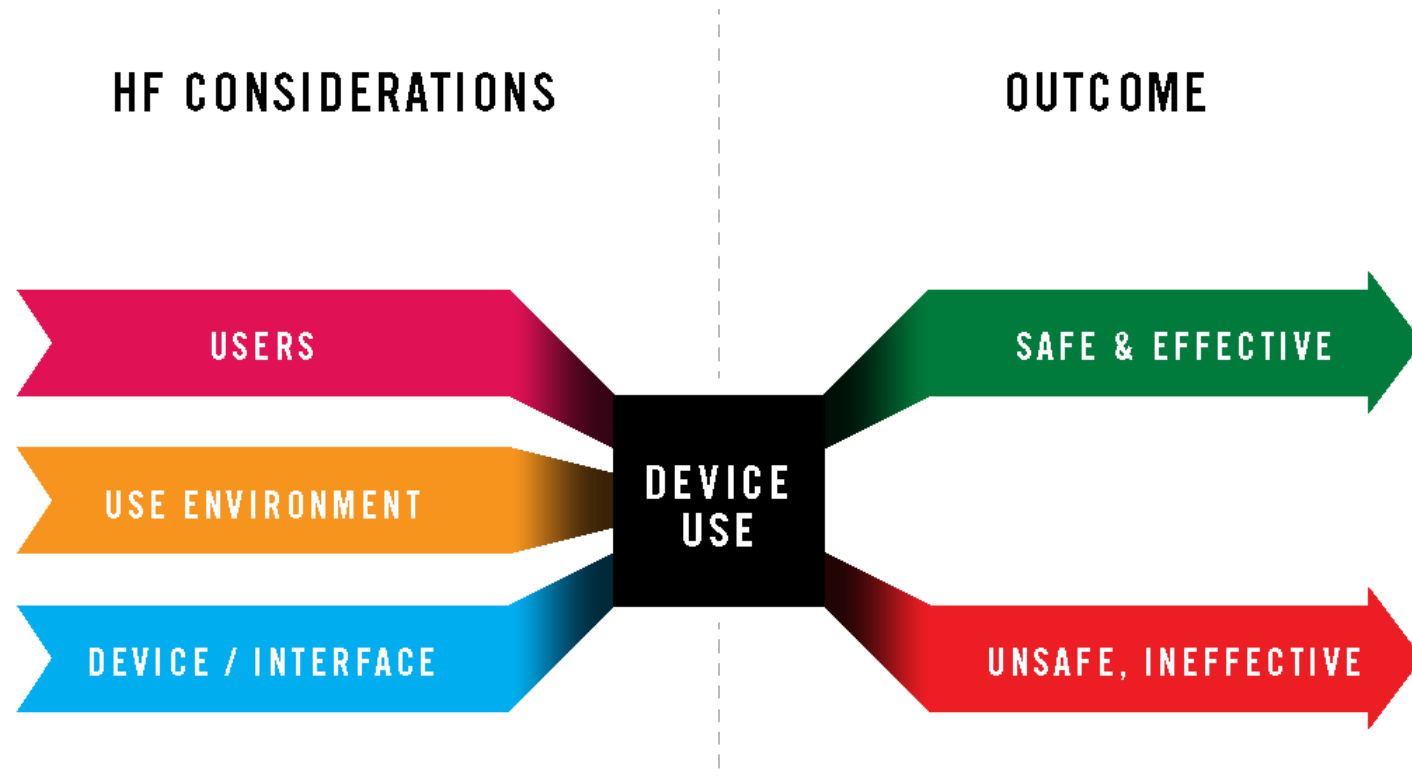 HF CONSIDERATIONS
OUTCOME
USERS
USE ENVIRONMENT
DEVICE / INTERFACE
DEVICE
USE
SAFE & EFFECTIVE
UNSAFE, INEFFECTIVE